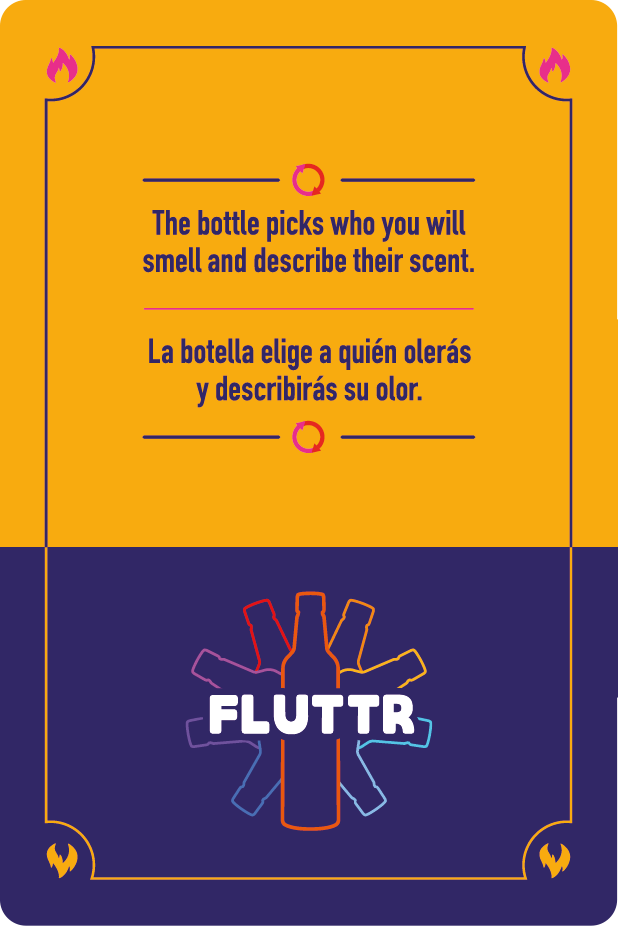 The bottle picks who you will
smell and describe their scent.
La botella elige a quién olerás
y describirás su olor.
FLUTTR